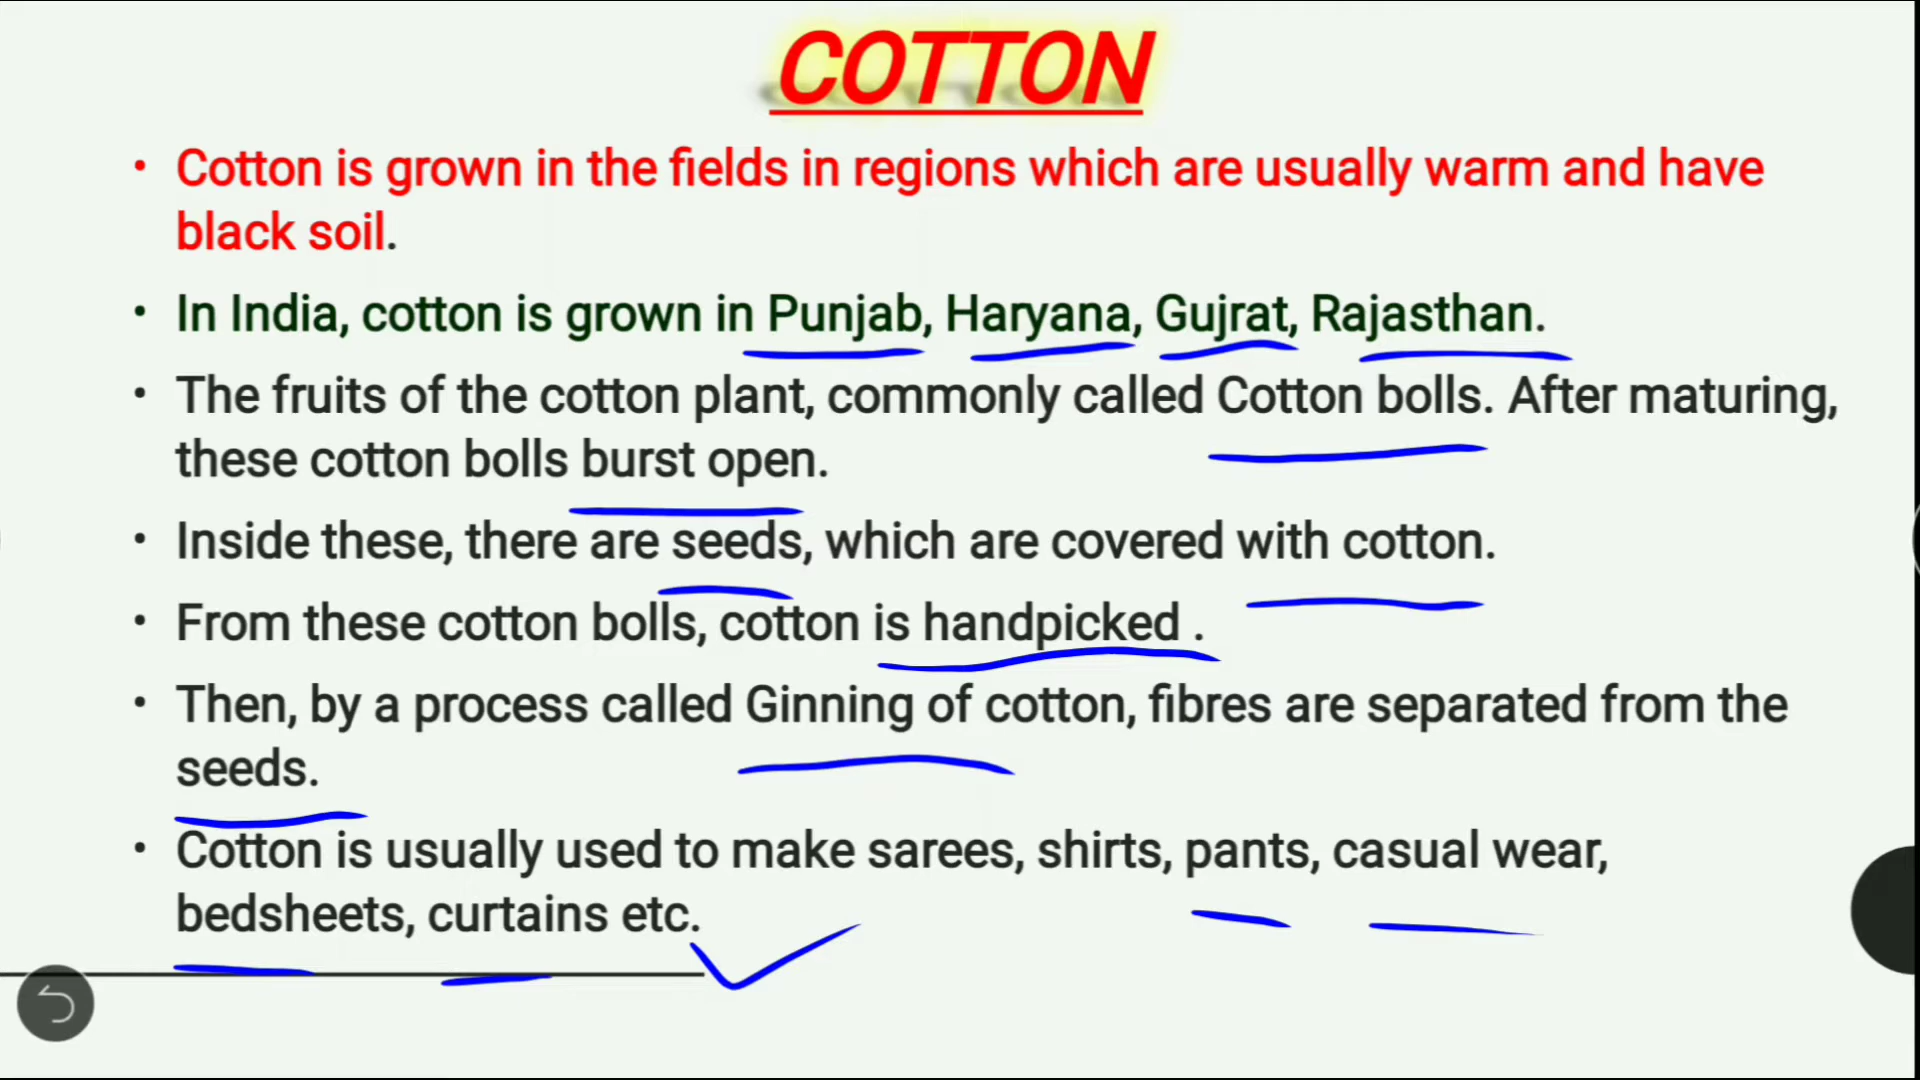 COTTON
• Cotton is grown in the fields in regions which are usually warm and have
black soil.
• In India, cotton is grown in Punjab, Haryana, Gujrat, Rajasthan.
• The fruits of the cotton plant, commonly called Cotton bolls. After maturing,
these cotton bolls burst open.
• Inside these, there are seeds, which are covered with cotton.
• From these cotton bolls, cotton is handpicked .
• Then, by a process called Ginning of cotton, fibres are separated from the
seeds.
• Cotton is usually used to make sarees, shirts, pants, casual wear,
bedsheets, curtains etc.